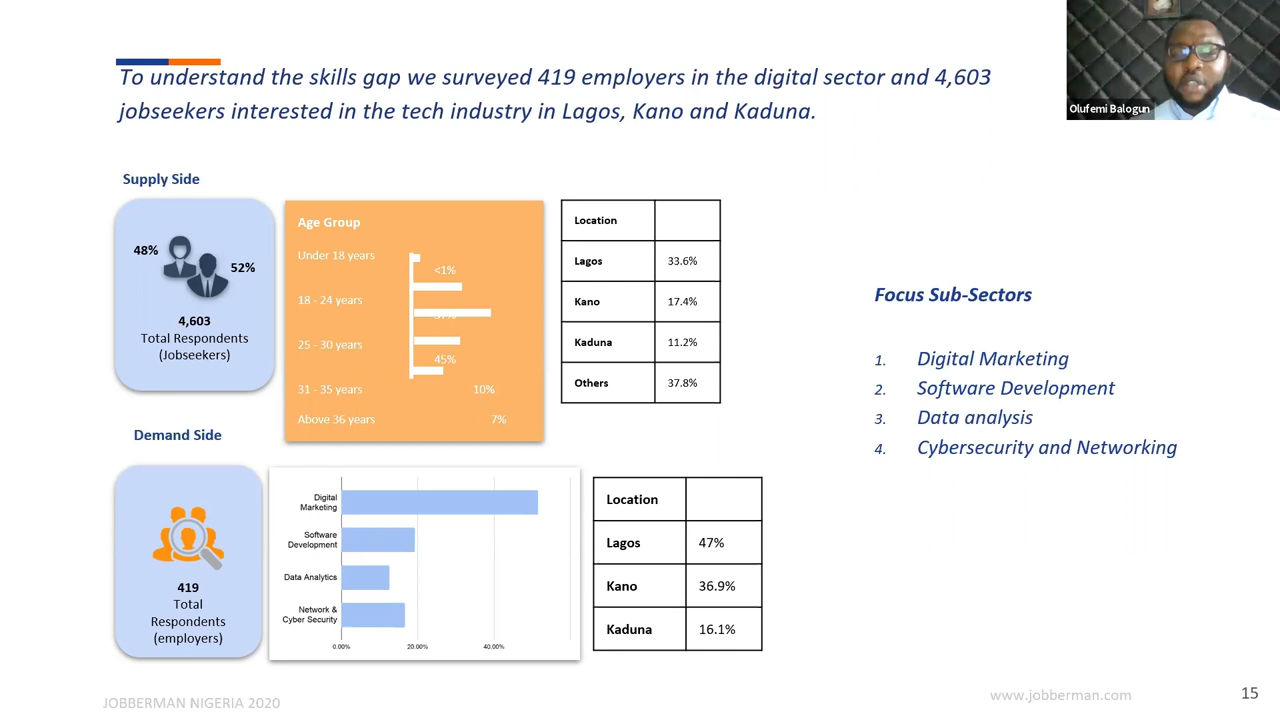 To understand the skills gap we surveyed 419 employers in the digital sector and 4,603
jobseekers interested in the tech industry in Lagos, Kano and Kaduna.
Olufemi Balogun
Supply Side
48%
52%
4,603
Total Respondents
(Jobseekers)
Age Group
Under 18 years
<1%
18 - 24 years
25 - 30 years
45%
31 - 35 years
10%
Above 36 years
7%
Location
Lagos 33.6%
Kano 17.4%
Kaduna 11.2%
Others 37.8%
Focus Sub-Sectors
1. Digital Marketing
2. Software Development
3. Data analysis
4. Cybersecurity and Networking
Demand Side
419
Total
Respondents
(employers)
Digital
Marketing
Software
Development
Data Analytics
Network &
Cyber Security
0.00% 20.00% 40.00%
Location
Lagos 47%
Kano 36.9%
Kaduna 16.1%
JOBBERMAN NIGERIA 2020
www.jobberman.com
15